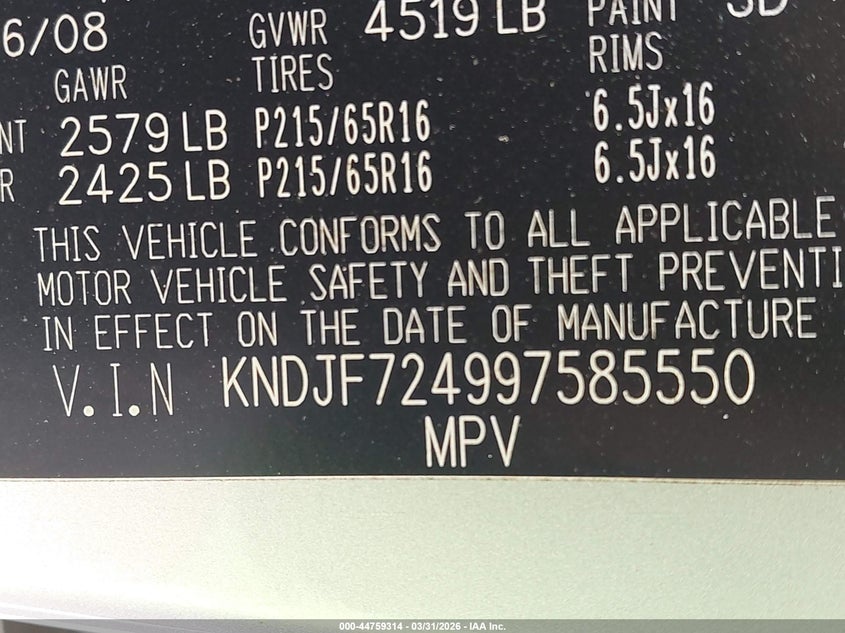 6/08 GVWR 4519 LB PAINT
GAWR TIRES RIMS
NT 2579 LB P215/65R16 6.5Jx16
R 2425 LB P215/65R16 6.5Jx16
THIS VEHICLE CONFORMS TO ALL APPLICABLE
MOTOR VEHICLE SAFETY AND THEFT PREVENTI
IN EFFECT ON THE DATE OF MANUFACTURE
V.I.N KNDJF724997585550
MPV
000-44759314 - 03/31/2026 - IAA Inc.